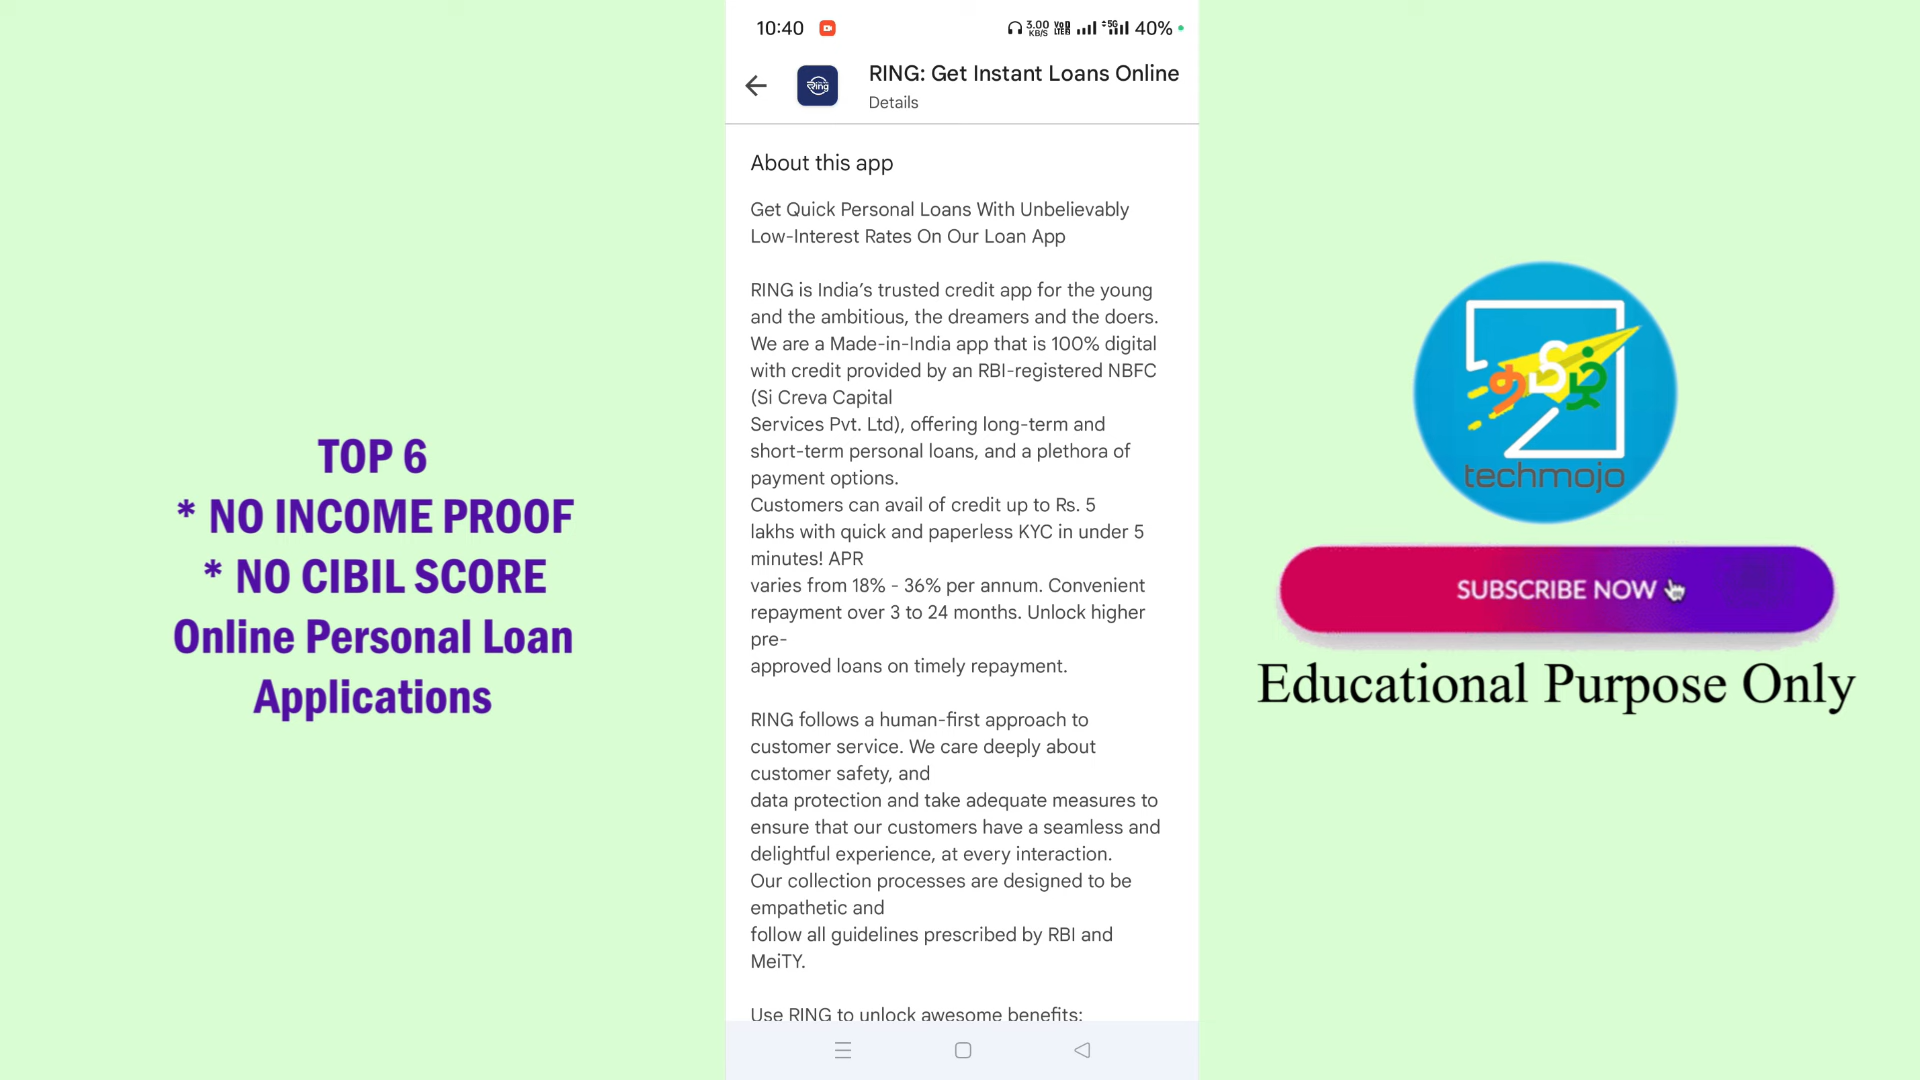 TOP 6
* NO INCOME PROOF
* NO CIBIL SCORE
Online Personal Loan
Applications
10:40
3.00 KB/S
VoD LTE
5G
40%
Ring
RING: Get Instant Loans Online
Details
About this app
Get Quick Personal Loans With Unbelievably
Low-Interest Rates On Our Loan App
RING is India’s trusted credit app for the young
and the ambitious, the dreamers and the doers.
We are a Made-in-India app that is 100% digital
with credit provided by an RBI-registered NBFC
(Si Creva Capital
Services Pvt. Ltd), offering long-term and
short-term personal loans, and a plethora of
payment options.
Customers can avail of credit up to Rs. 5
lakhs with quick and paperless KYC in under 5
minutes! APR
varies from 18% - 36% per annum. Convenient
repayment over 3 to 24 months. Unlock higher
pre-
approved loans on timely repayment.
RING follows a human-first approach to
customer service. We care deeply about
customer safety, and
data protection and take adequate measures to
ensure that our customers have a seamless and
delightful experience, at every interaction.
Our collection processes are designed to be
empathetic and
follow all guidelines prescribed by RBI and
MeiTY.
Use RING to unlock awesome benefits:
தமிழ்
techmojo
SUBSCRIBE NOW
Educational Purpose Only